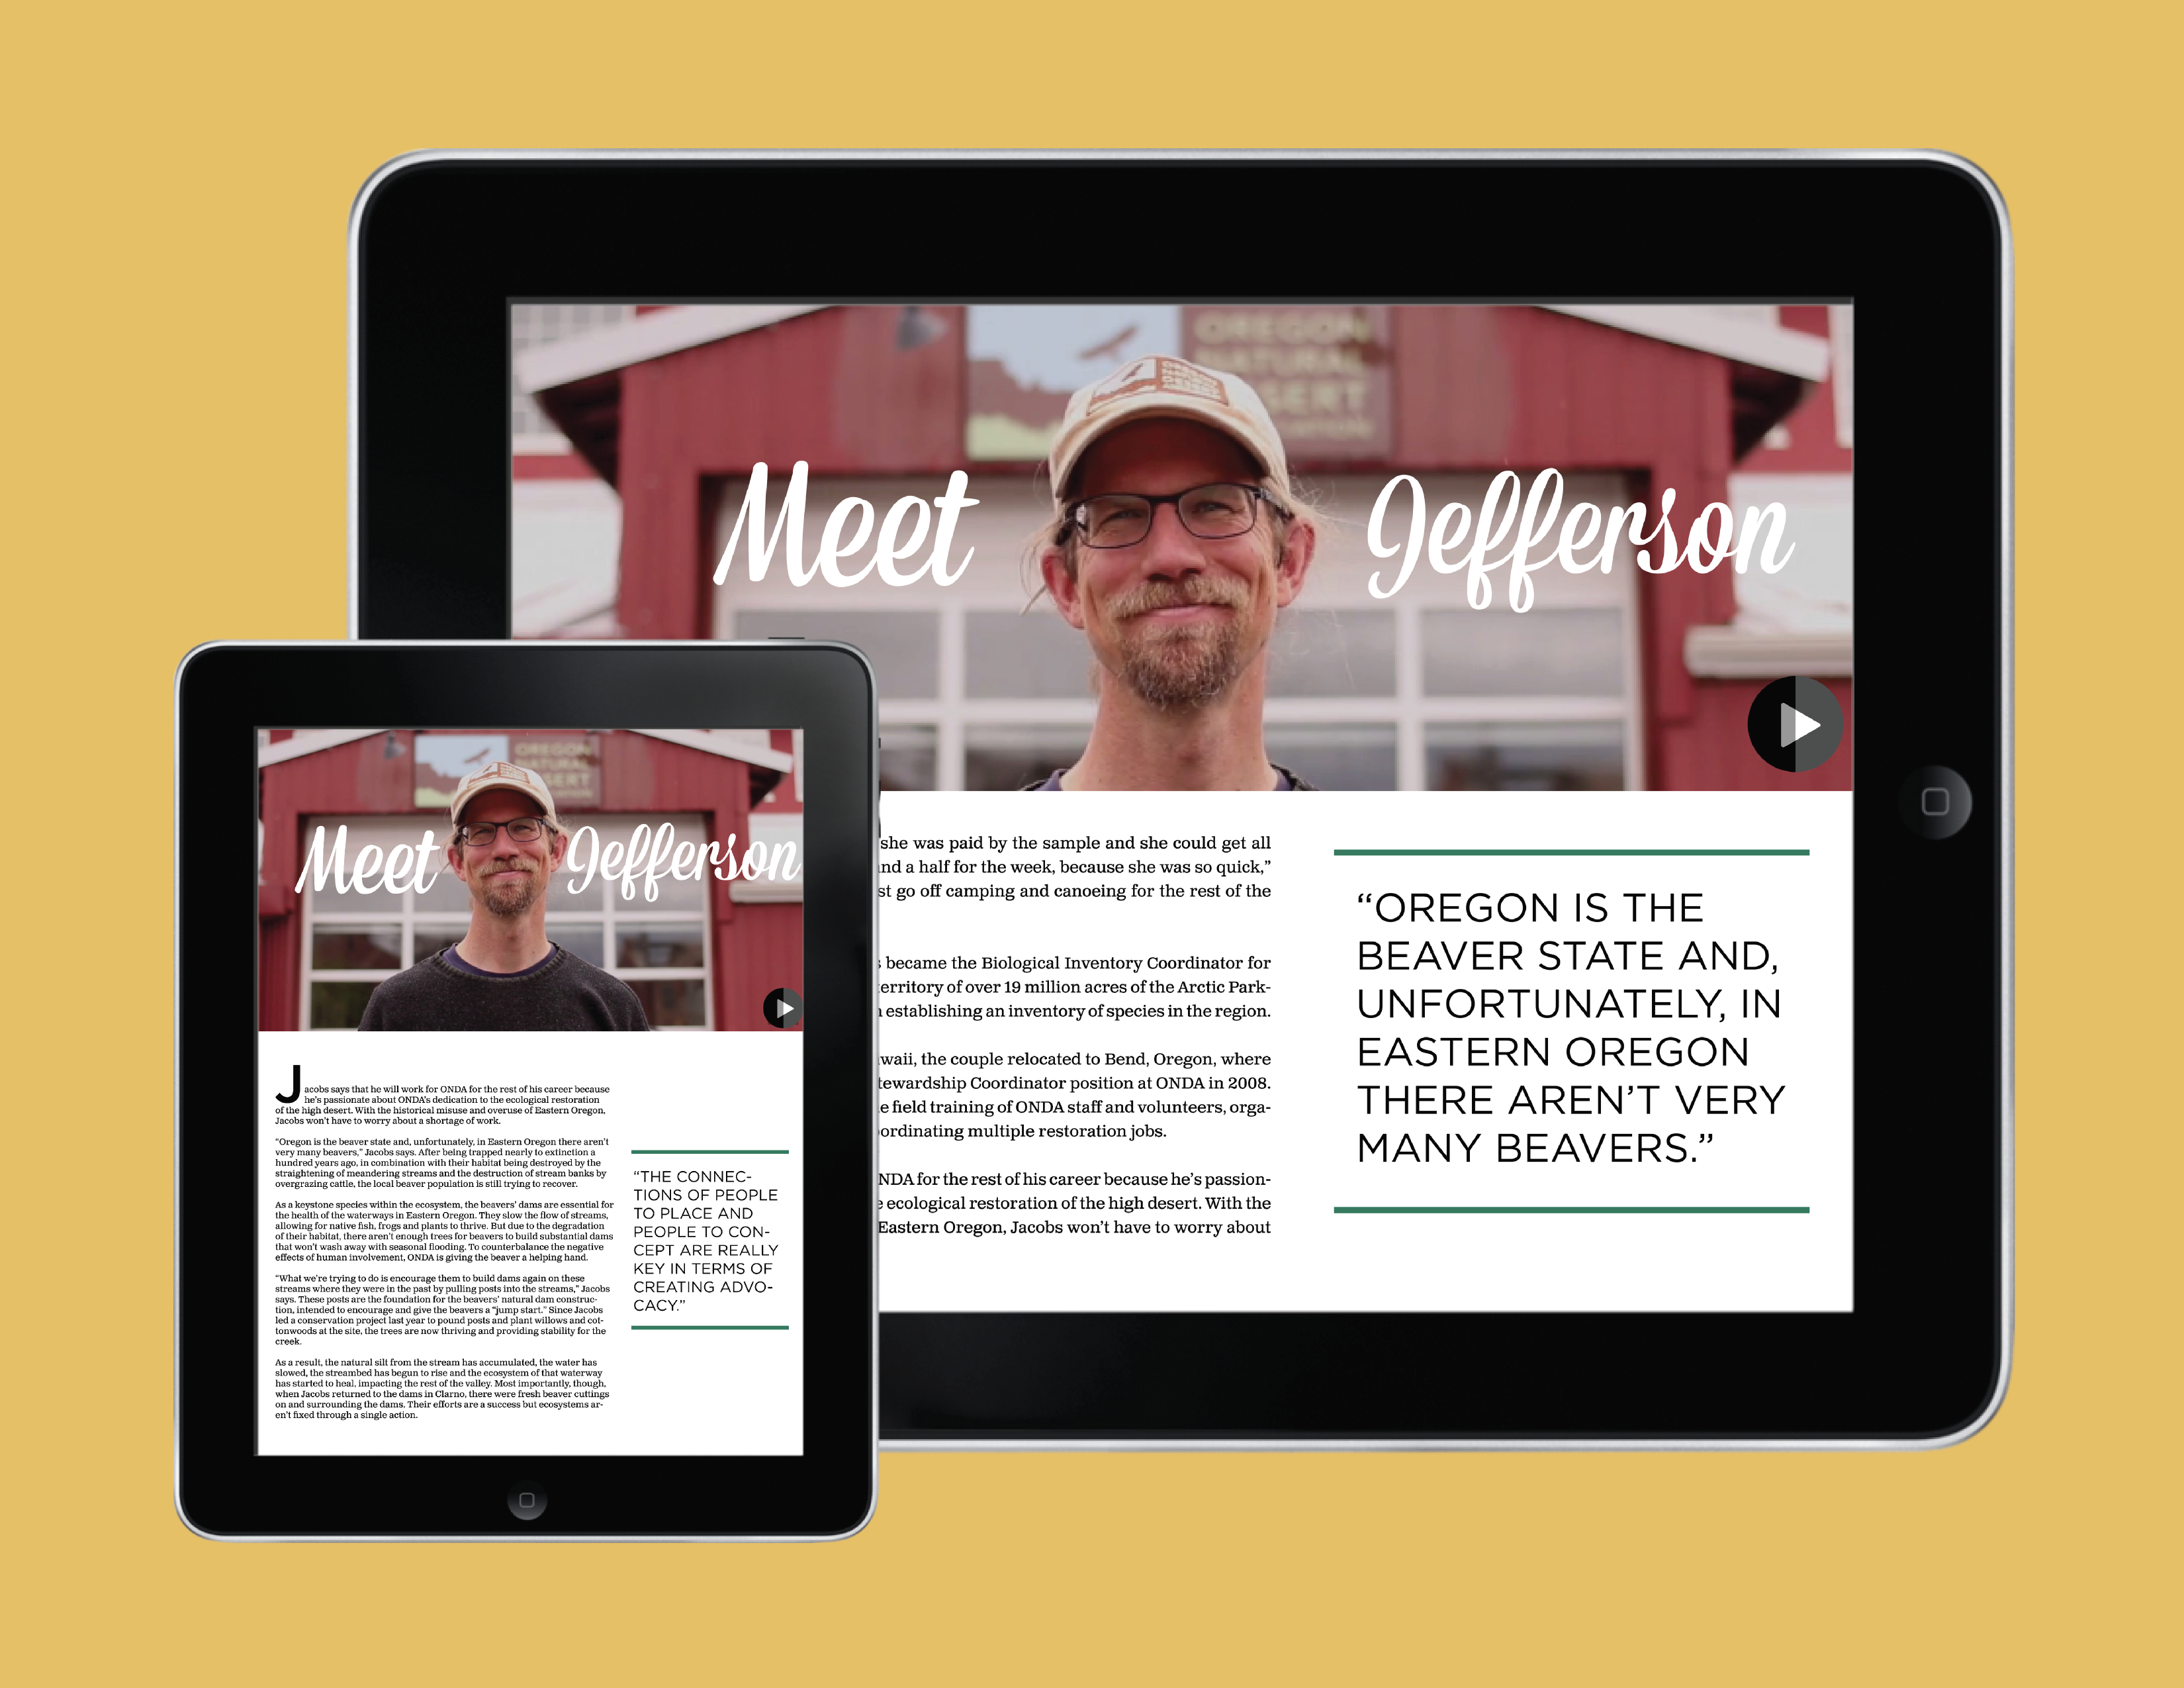 OREGON
NATURAL
DESERT
Meet
Jefferson
she was paid by the sample and she could get all
nd a half for the week, because she was so quick,”
st go off camping and canoeing for the rest of the
became the Biological Inventory Coordinator for
erritory of over 19 million acres of the Arctic Park-
establishing an inventory of species in the region.
waii, the couple relocated to Bend, Oregon, where
tewardship Coordinator position at ONDA in 2008.
e field training of ONDA staff and volunteers, orga-
ordinating multiple restoration jobs.
NDA for the rest of his career because he’s passion-
e ecological restoration of the high desert. With the
Eastern Oregon, Jacobs won’t have to worry about
“OREGON IS THE
BEAVER STATE AND,
UNFORTUNATELY, IN
EASTERN OREGON
THERE AREN’T VERY
MANY BEAVERS.”
OREGON
NATURAL
Meet
Jefferson
Jacobs says that he will work for ONDA for the rest of his career because
he’s passionate about ONDA’s dedication to the ecological restoration
of the high desert. With the historical misuse and overuse of Eastern Oregon,
Jacobs won’t have to worry about a shortage of work.
“Oregon is the beaver state and, unfortunately, in Eastern Oregon there aren’t
very many beavers,” Jacobs says. After being trapped nearly to extinction a
hundred years ago, in combination with their habitat being destroyed by the
straightening of meandering streams and the destruction of stream banks by
overgrazing cattle, the local beaver population is still trying to recover.
As a keystone species within the ecosystem, the beavers’ dams are essential for
the health of the waterways in Eastern Oregon. They slow the flow of streams,
allowing for native fish, frogs and plants to thrive. But due to the degradation
of their habitat, there aren’t enough trees for beavers to build substantial dams
that won’t wash away with seasonal flooding. To counterbalance the negative
effects of human involvement, ONDA is giving the beaver a helping hand.
“What we’re trying to do is encourage them to build dams again on these
streams where they were in the past by pulling posts into the streams,” Jacobs
says. These posts are the foundation for the beavers’ natural dam construc-
tion, intended to encourage and give the beavers a “jump start.” Since Jacobs
led a conservation project last year to pound posts and plant willows and cot-
tonwoods at the site, the trees are now thriving and providing stability for the
creek.
As a result, the natural silt from the stream has accumulated, the water has
slowed, the streambed has begun to rise and the ecosystem of that waterway
has started to heal, impacting the rest of the valley. Most importantly, though,
when Jacobs returned to the dams in Clarno, there were fresh beaver cuttings
on and surrounding the dams. Their efforts are a success but ecosystems ar-
en’t fixed through a single action.
“THE CONNEC-
TIONS OF PEOPLE
TO PLACE AND
PEOPLE TO CON-
CEPT ARE REALLY
KEY IN TERMS OF
CREATING ADVO-
CACY.”